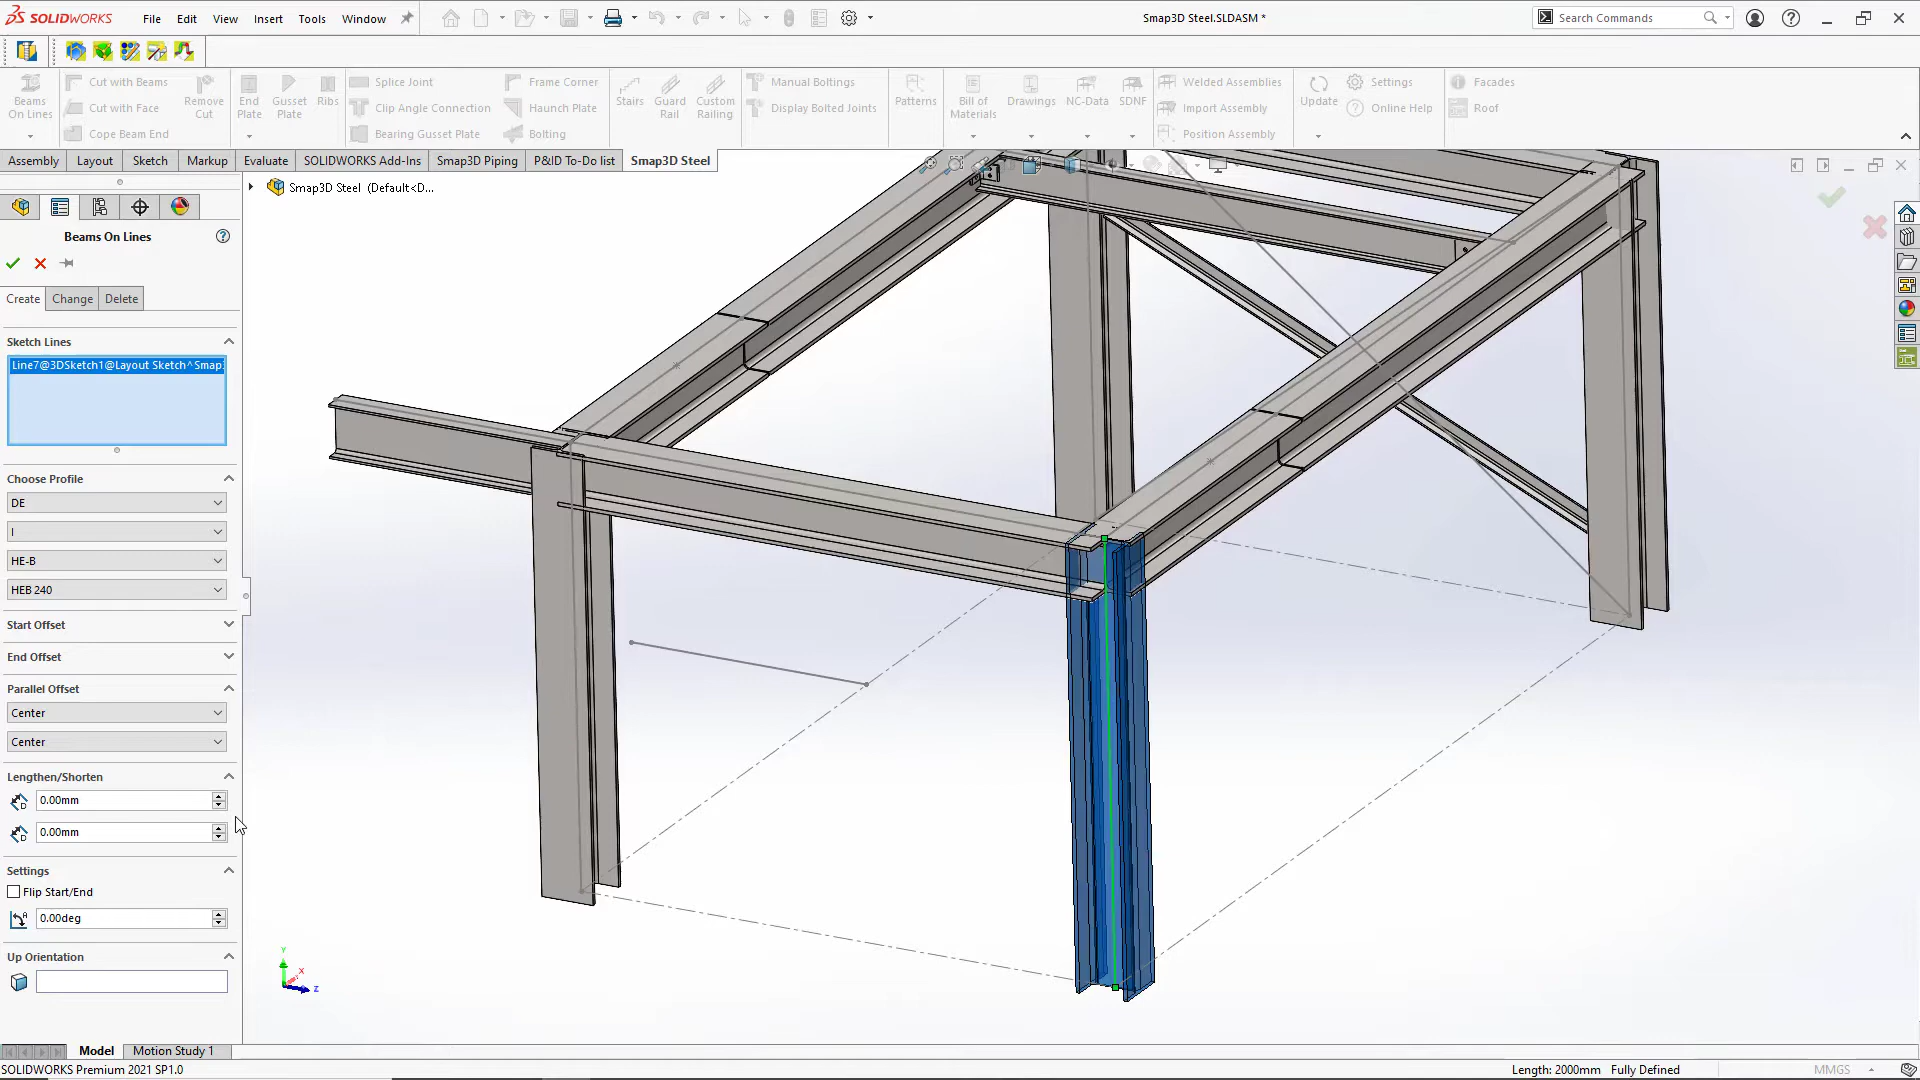 SOLIDWORKS
File Edit View Insert Tools Window
Smap3D Steel.SLDASM *
Search Commands
Beams On Lines
Cut with Beams
Cut with Face
Cope Beam End
Remove Cut
End Plate
Gusset Plate
Ribs
Splice Joint
Clip Angle Connection
Bearing Gusset Plate
Frame Corner
Haunch Plate
Bolting
Stairs
Guard Rail
Custom Railing
Manual Boltings
Display Bolted Joints
Patterns
Bill of Materials
Drawings
NC-Data
SDNF
Welded Assemblies
Import Assembly
Position Assembly
Update
Settings
Online Help
Facades
Roof
Assembly Layout Sketch Markup Evaluate SOLIDWORKS Add-Ins Smap3D Piping P&ID To-Do list Smap3D Steel
Smap3D Steel (Default<D...
Beams On Lines
Create Change Delete
Sketch Lines
Line7@3DSketch1@Layout Sketch^Smap
Choose Profile
DE
I
HE-B
HEB 240
Start Offset
End Offset
Parallel Offset
Center
Center
Lengthen/Shorten
0.00mm
0.00mm
Settings
Flip Start/End
0.00deg
Up Orientation
Y
X
Z
Model Motion Study 1
SOLIDWORKS Premium 2021 SP1.0
Length: 2000mm Fully Defined MMGS